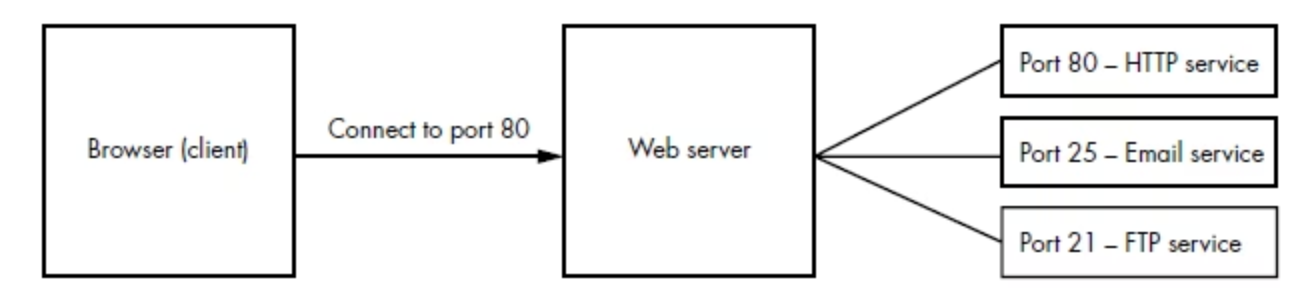 Browser (client)
Connect to port 80
Web server
Port 80 – HTTP service
Port 25 – Email service
Port 21 – FTP service